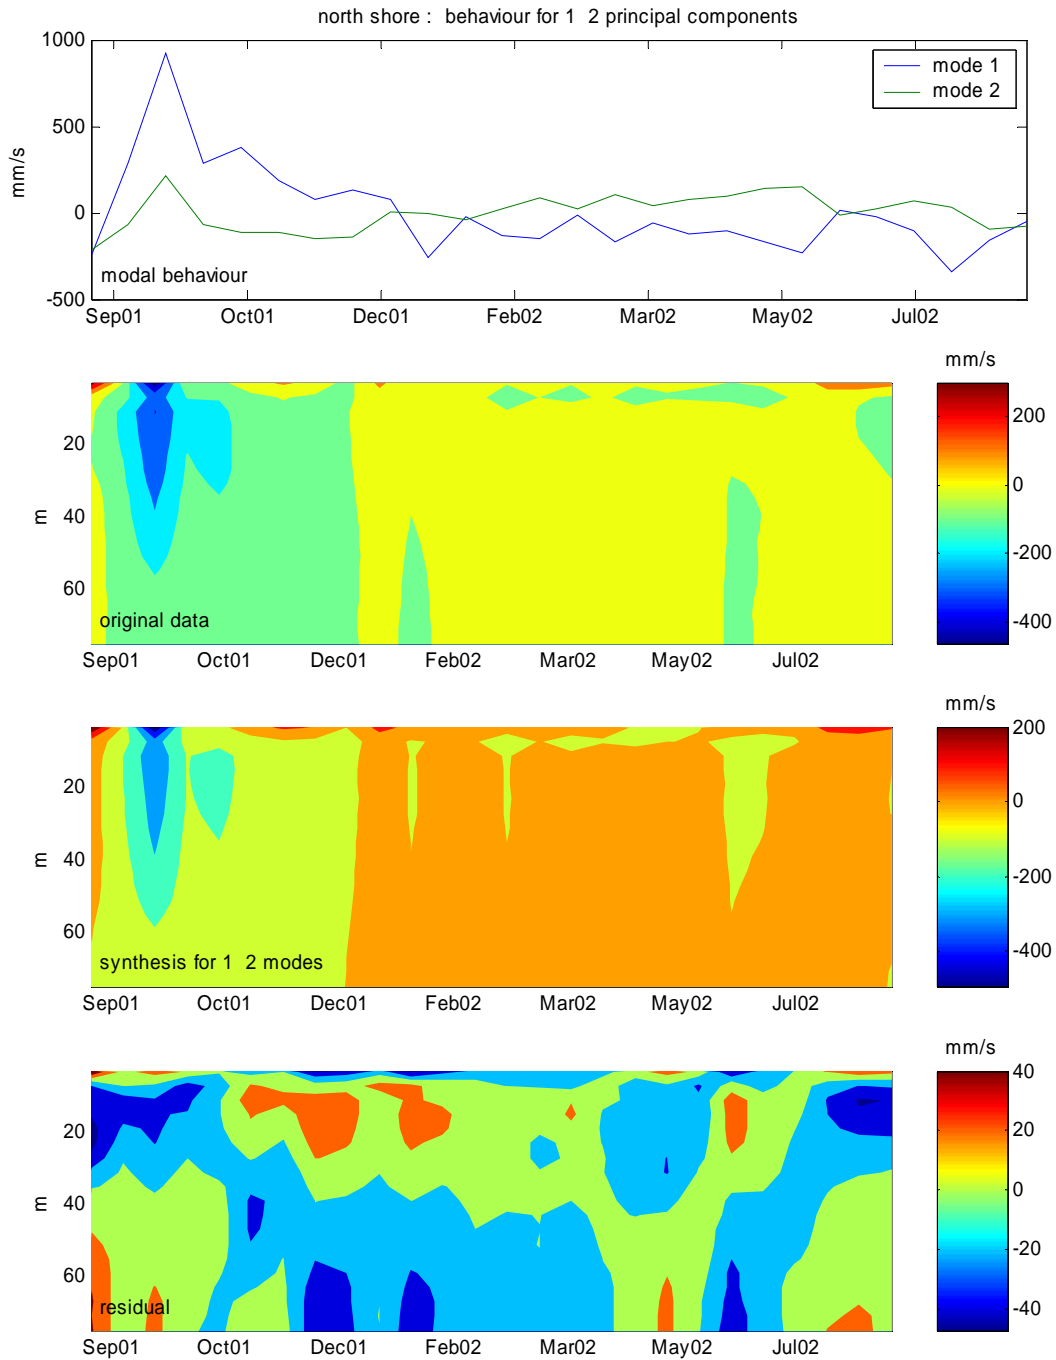 north shore : behaviour for 1 2 principal components
1000
500
0
-500
mm/s
mode 1
mode 2
modal behaviour
Sep01 Oct01 Dec01 Feb02 Mar02 May02 Jul02
mm/s
20
40
60
m
original data
200
0
-200
-400
Sep01 Oct01 Dec01 Feb02 Mar02 May02 Jul02
mm/s
20
40
60
m
synthesis for 1 2 modes
200
0
-200
-400
Sep01 Oct01 Dec01 Feb02 Mar02 May02 Jul02
mm/s
20
40
60
m
residual
40
20
0
-20
-40
Sep01 Oct01 Dec01 Feb02 Mar02 May02 Jul02